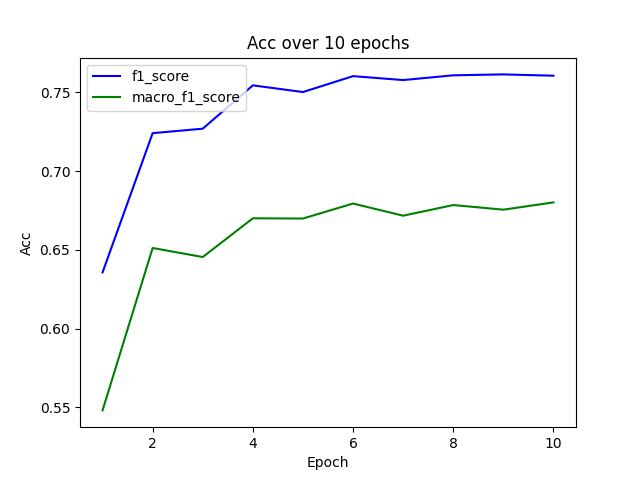 Acc over 10 epochs
f1_score
macro_f1_score
0.75
0.70
0.65
0.60
0.55
Acc
2 4 6 8 10
Epoch